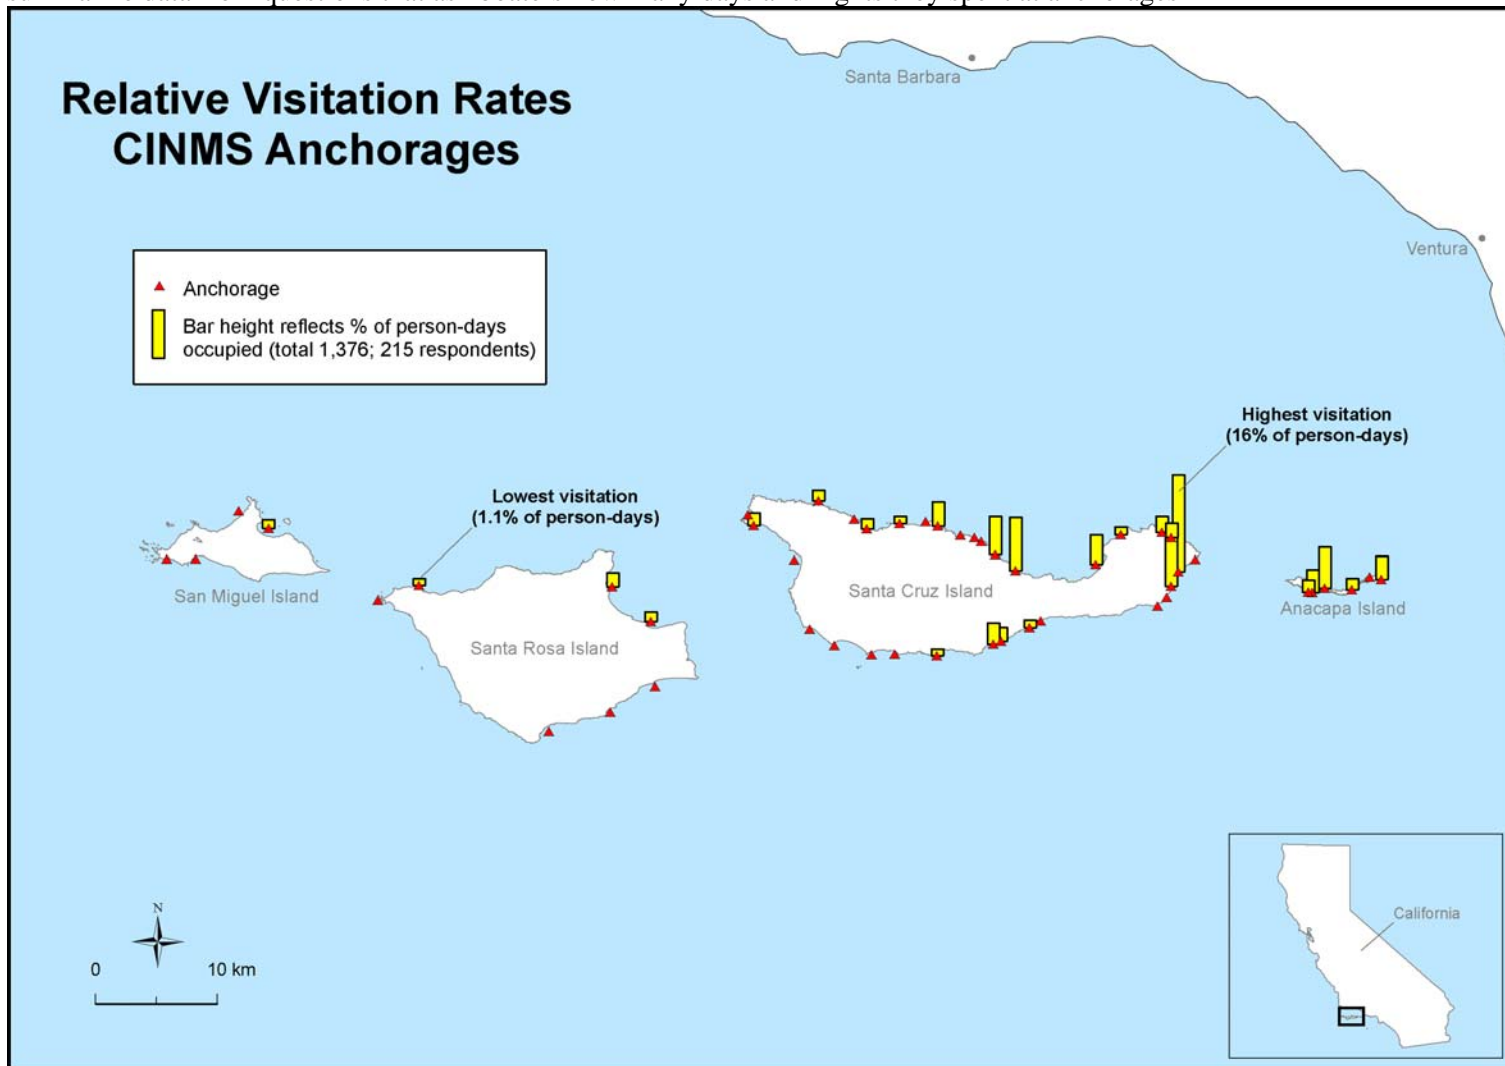 Santa Barbara
Relative Visitation Rates
CINMS Anchorages
Ventura
Anchorage
Bar height reflects % of person-days
occupied (total 1,376; 215 respondents)
Highest visitation
(16% of person-days)
Lowest visitation
(1.1% of person-days)
San Miguel Island
Santa Cruz Island
Anacapa Island
Santa Rosa Island
California
N
0 10 km